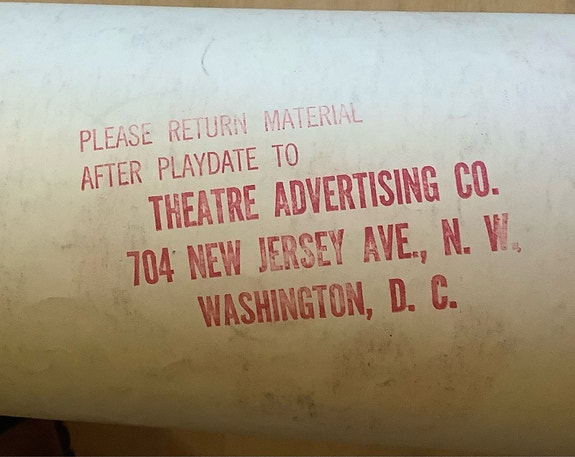 PLEASE RETURN MATERIAL
AFTER PLAYDATE TO
THEATRE ADVERTISING CO.
704 NEW JERSEY AVE., N. W.
WASHINGTON, D. C.